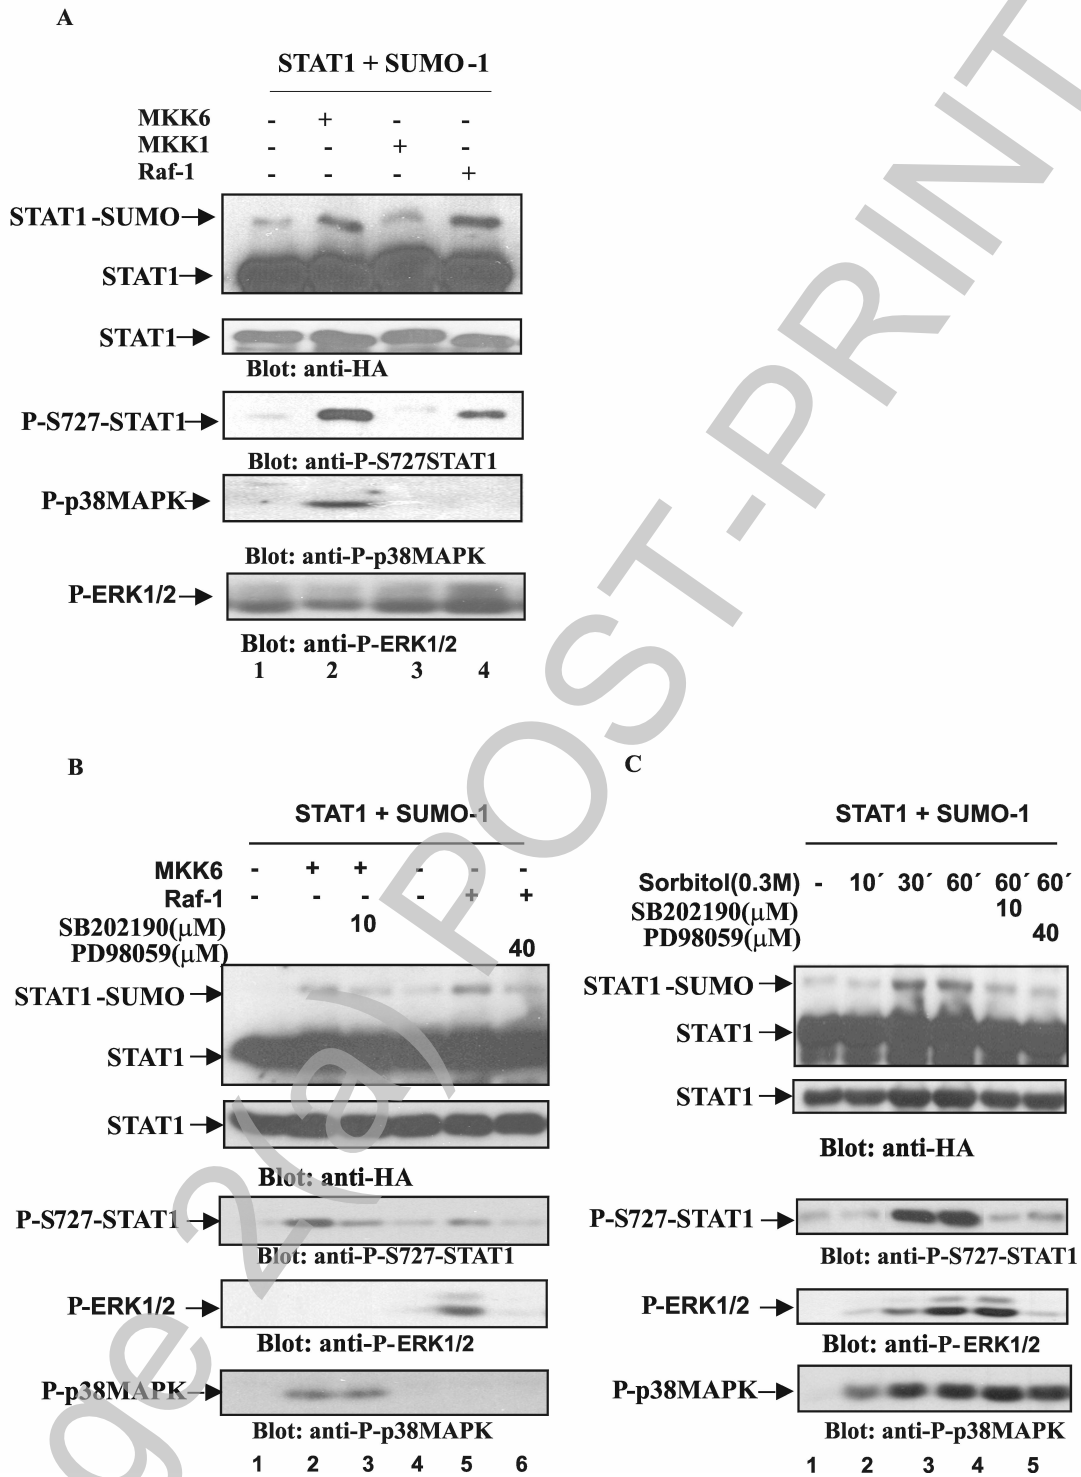 A
STAT1 + SUMO-1
MKK6 - + - -
MKK1 - - + -
Raf-1 - - - +
STAT1-SUMO
STAT1
STAT1
Blot: anti-HA
P-S727-STAT1
Blot: anti-P-S727STAT1
P-p38MAPK
Blot: anti-P-p38MAPK
P-ERK1/2
Blot: anti-P-ERK1/2
1 2 3 4
B
STAT1 + SUMO-1
MKK6 - + + - - -
Raf-1 - - - - + +
SB202190(μM) 10
PD98059(μM) 40
STAT1-SUMO
STAT1
STAT1
Blot: anti-HA
P-S727-STAT1
Blot: anti-P-S727-STAT1
P-ERK1/2
Blot: anti-P-ERK1/2
P-p38MAPK
Blot: anti-P-p38MAPK
1 2 3 4 5 6
C
STAT1 + SUMO-1
Sorbitol(0.3M) - 10´ 30´ 60´ 60´ 60´
SB202190(μM) 10
PD98059(μM) 40
STAT1-SUMO
STAT1
STAT1
Blot: anti-HA
P-S727-STAT1
Blot: anti-P-S727-STAT1
P-ERK1/2
Blot: anti-P-ERK1/2
P-p38MAPK
Blot: anti-P-p38MAPK
1 2 3 4 5
ge 2(a) POST-PRINT